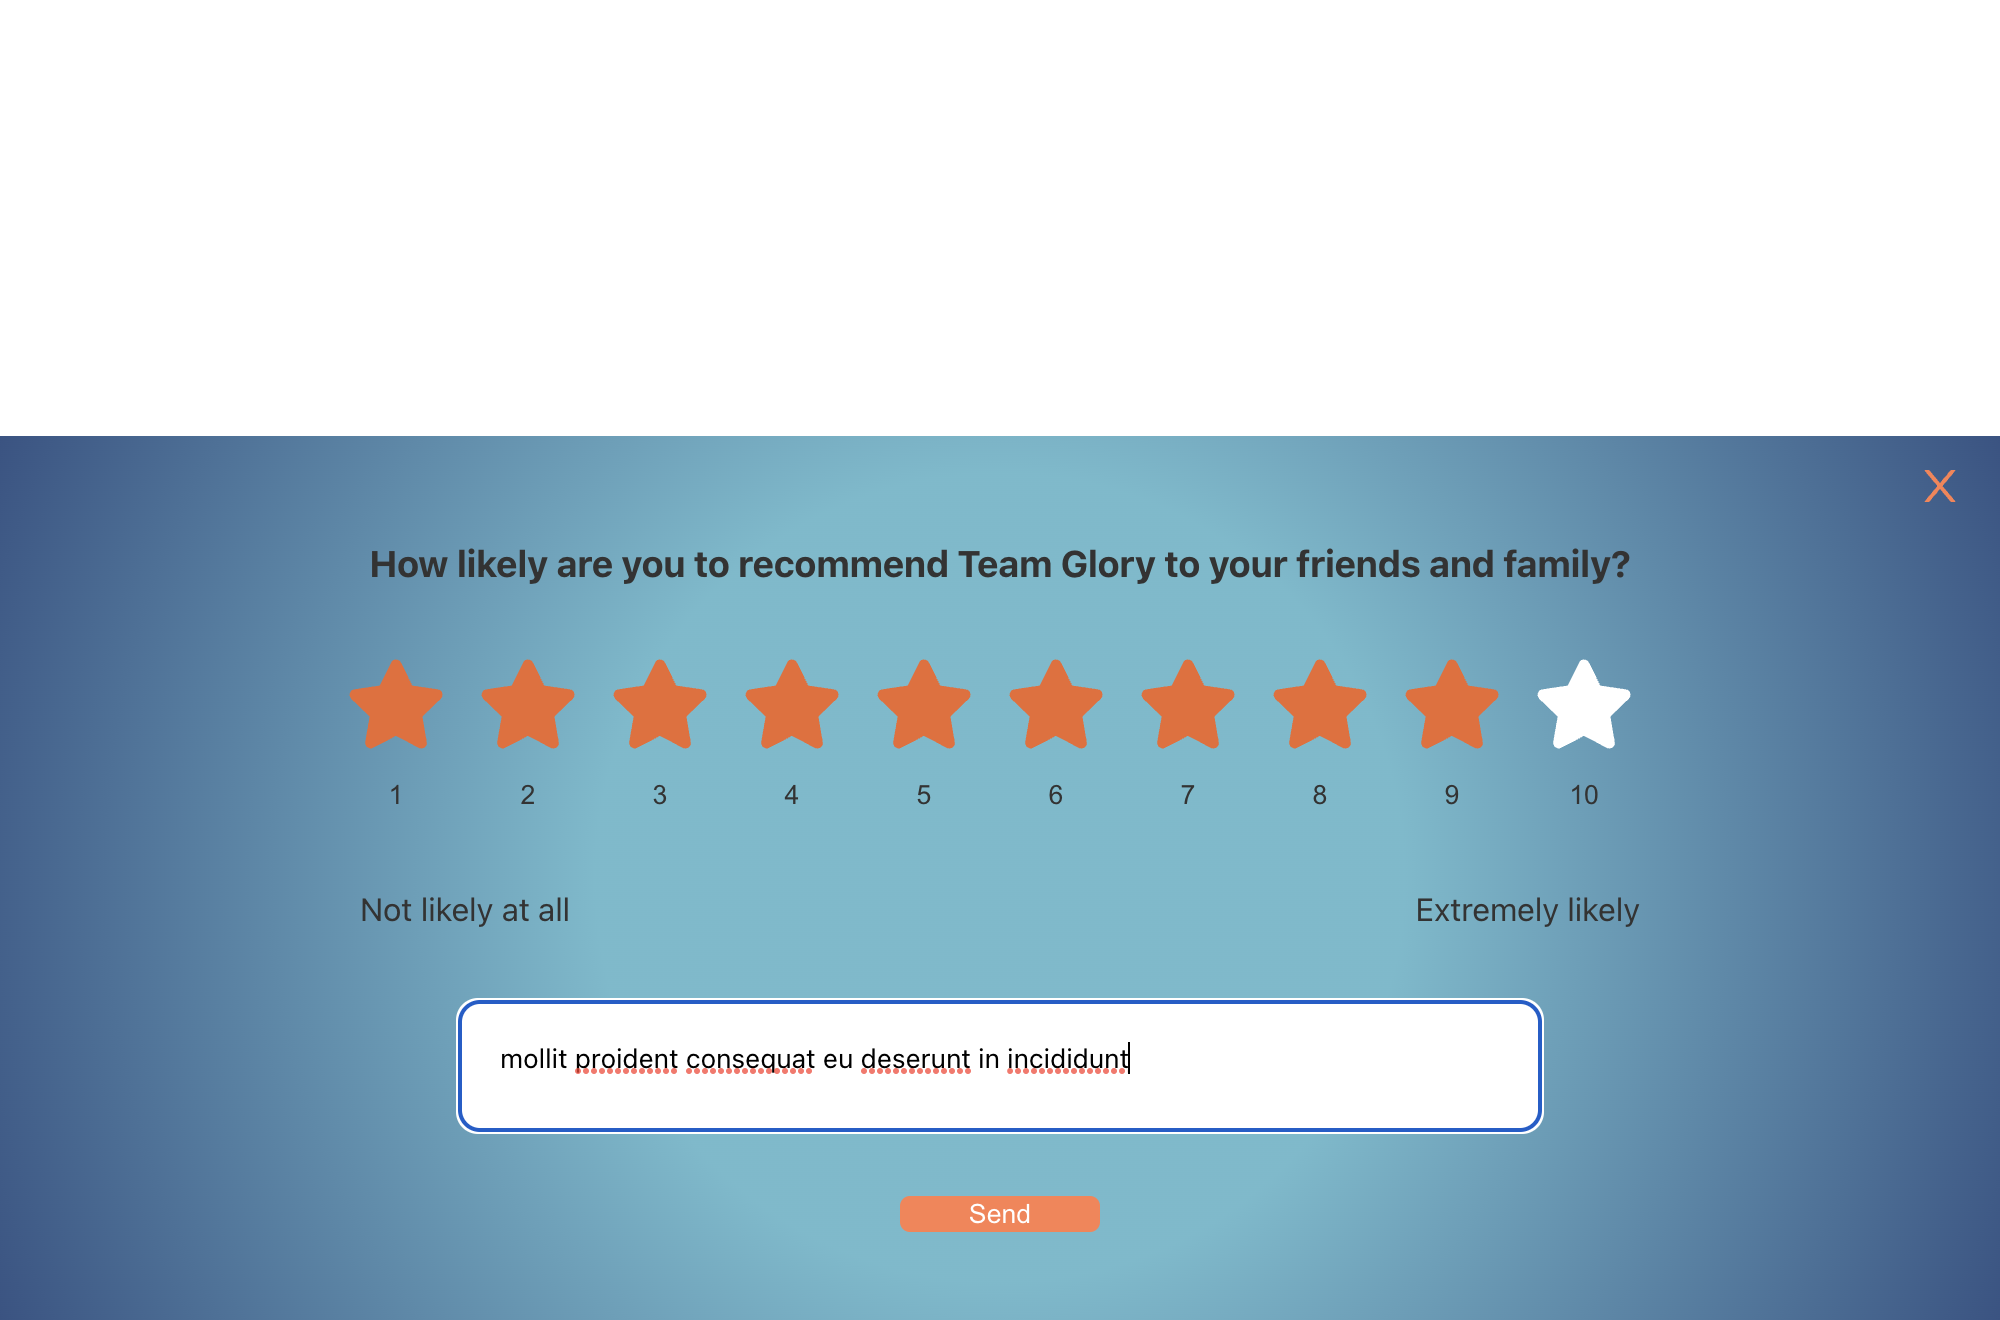 X
How likely are you to recommend Team Glory to your friends and family?
1 2 3 4 5 6 7 8 9 10
Not likely at all Extremely likely
mollit proident consequat eu deserunt in incididunt
Send